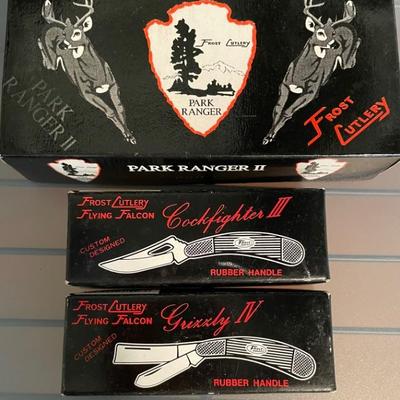 FROST CUTLERY
PARK
RANGER
PARK
RANGER II
FROST
CUTLERY
PARK RANGER II
FROST CUTLERY
FLYING FALCON
Cockfighter III
CUSTOM
DESIGNED
Frost
RUBBER HANDLE
FROST CUTLERY
FLYING FALCON
Grizzly IV
CUSTOM
DESIGNED
Frost
RUBBER HANDLE